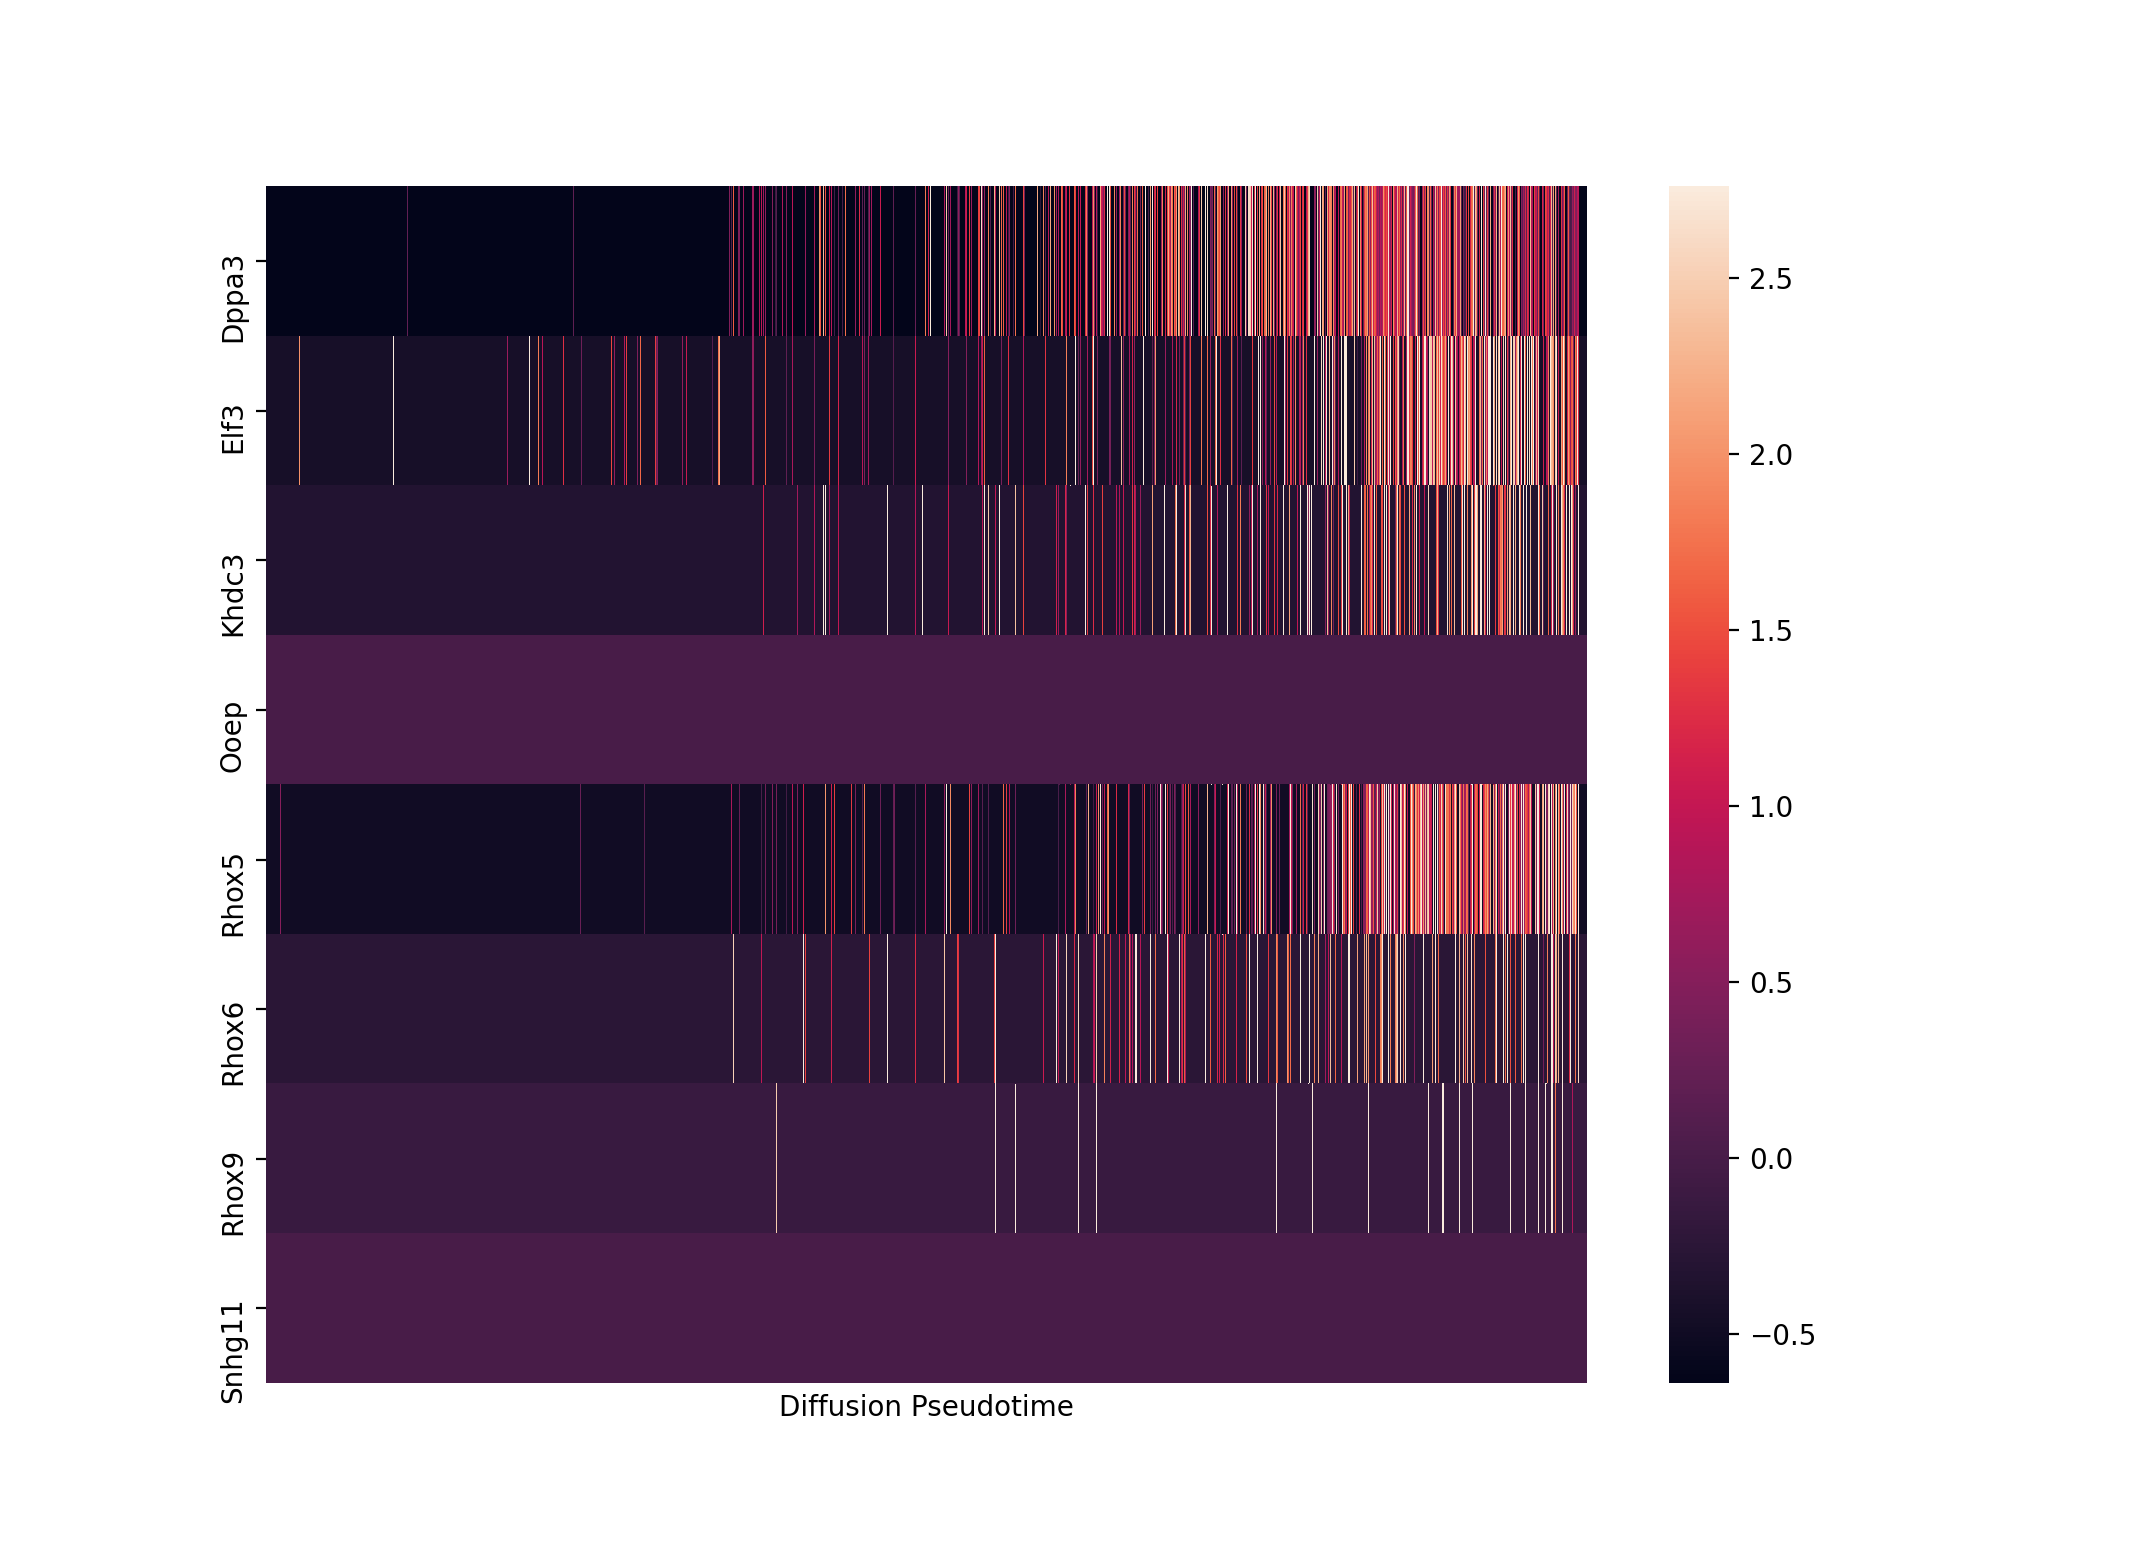 Dppa3
Elf3
Khdc3
Ooep
Rhox5
Rhox6
Rhox9
Snhg11
Diffusion Pseudotime
2.5
2.0
1.5
1.0
0.5
0.0
−0.5